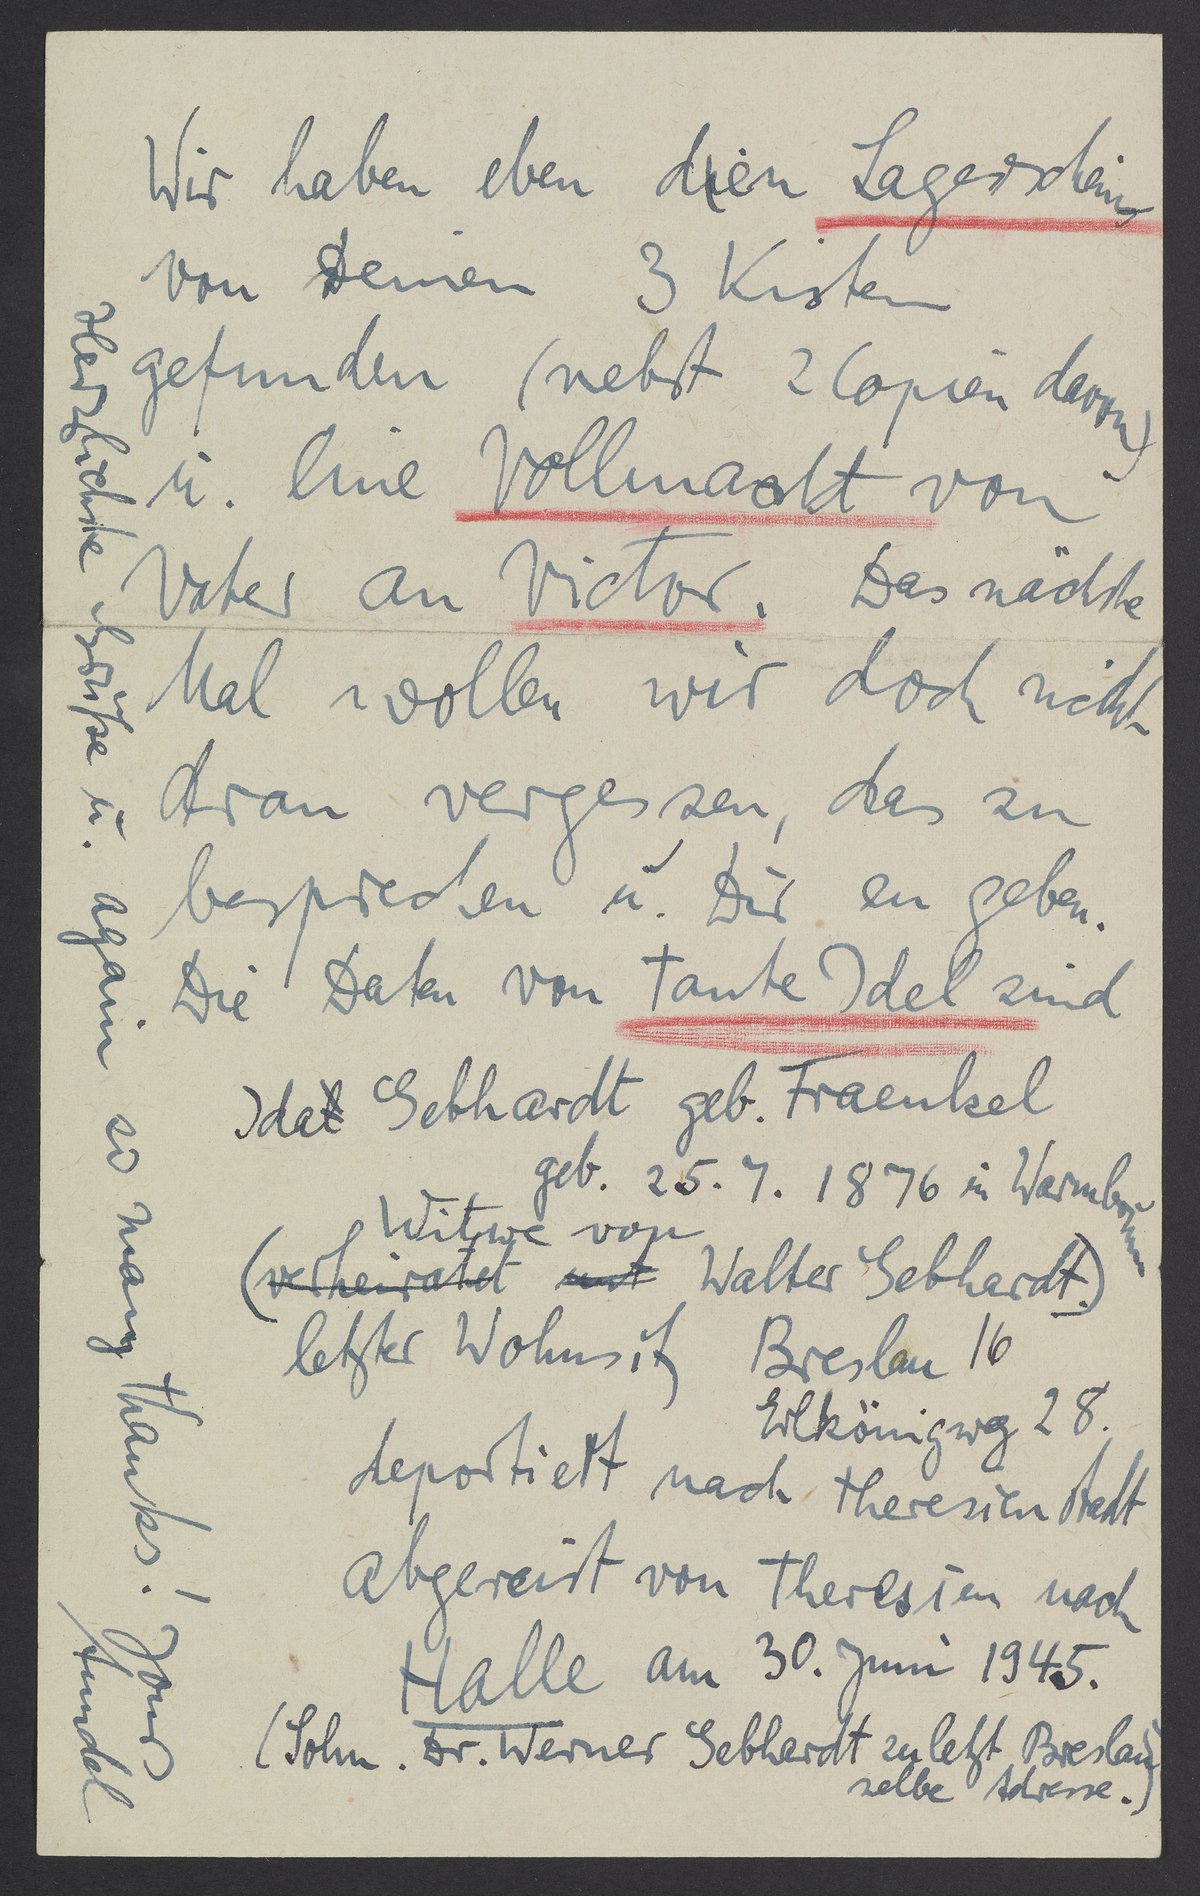 Wir haben eben den Lagerschein
von Deinen 3 Kisten
gefunden (nebst 2 Copien davon)
u. eine Vollmacht von
Vater an Victor. Das nächste
Mal wollen wir doch nicht
dran vergessen, das zu
besprechen u. Dir zu geben.
Die Daten von Tante Idel sind
Ida Gebhardt geb. Fraenkel
geb. 25.7. 1876 in Warmbrunn
Witwe von
(verheiratet mit Walter Gebhardt.)
letzter Wohnsitz Breslau 16
Erlkönigweg 28.
deportiert nach Theresienstadt
abgereist von Theresien nach
Halle am 30. Juni 1945.
(Sohn. Dr. Werner Gebhardt zuletzt Breslau
selbe Adresse.)
Herzlichste Grüße u. again so many thanks! Your